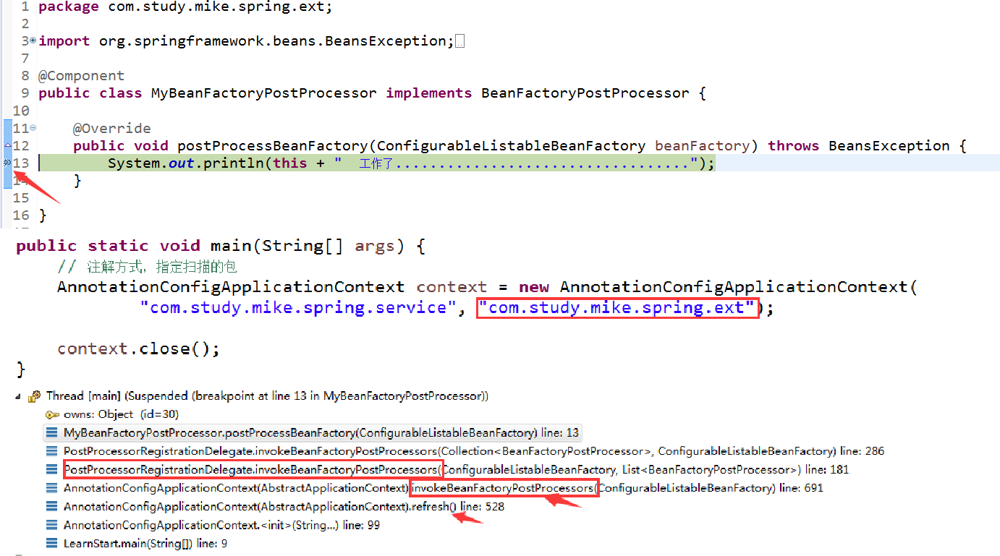 1 package com.study.mike.spring.ext;
2
3 import org.springframework.beans.BeansException;
7
8 @Component
9 public class MyBeanFactoryPostProcessor implements BeanFactoryPostProcessor {
10
11 @Override
12 public void postProcessBeanFactory(ConfigurableListableBeanFactory beanFactory) throws BeansException {
13 System.out.println(this + "  工作了..................................");
14 }
15
16 }
public static void main(String[] args) {
// 注解方式，指定扫描的包
AnnotationConfigApplicationContext context = new AnnotationConfigApplicationContext(
"com.study.mike.spring.service", "com.study.mike.spring.ext");
context.close();
}
Thread [main] (Suspended (breakpoint at line 13 in MyBeanFactoryPostProcessor))
owns: Object (id=30)
MyBeanFactoryPostProcessor.postProcessBeanFactory(ConfigurableListableBeanFactory) line: 13
PostProcessorRegistrationDelegate.invokeBeanFactoryPostProcessors(Collection<BeanFactoryPostProcessor>, ConfigurableListableBeanFactory) line: 286
PostProcessorRegistrationDelegate.invokeBeanFactoryPostProcessors(ConfigurableListableBeanFactory, List<BeanFactoryPostProcessor>) line: 181
AnnotationConfigApplicationContext(AbstractApplicationContext).invokeBeanFactoryPostProcessors(ConfigurableListableBeanFactory) line: 691
AnnotationConfigApplicationContext(AbstractApplicationContext).refresh() line: 528
AnnotationConfigApplicationContext.<init>(String...) line: 99
LearnStart.main(String[]) line: 9